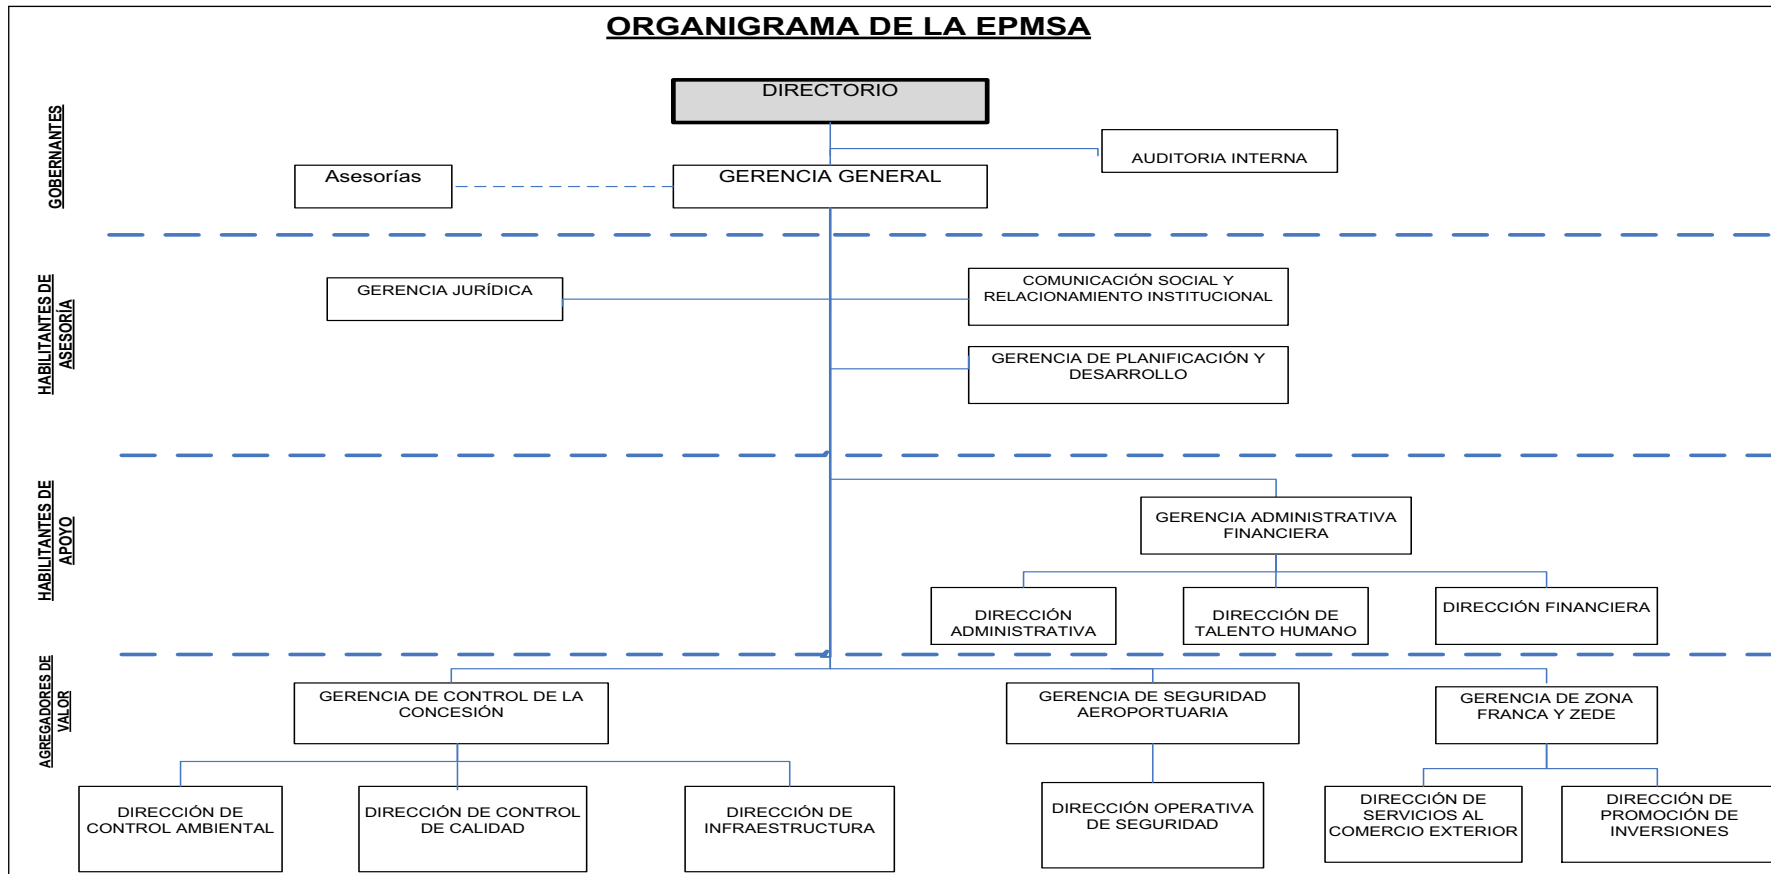 ORGANIGRAMA DE LA EPMSA
GOBERNANTES
DIRECTORIO
AUDITORIA INTERNA
Asesorías
GERENCIA GENERAL
HABILITANTES DE
ASESORÍA
GERENCIA JURÍDICA
COMUNICACIÓN SOCIAL Y
RELACIONAMIENTO INSTITUCIONAL
GERENCIA DE PLANIFICACIÓN Y
DESARROLLO
HABILITANTES DE
APOYO
GERENCIA ADMINISTRATIVA
FINANCIERA
DIRECCIÓN
ADMINISTRATIVA
DIRECCIÓN DE
TALENTO HUMANO
DIRECCIÓN FINANCIERA
AGREGADORES DE
VALOR
GERENCIA DE CONTROL DE LA
CONCESIÓN
GERENCIA DE SEGURIDAD
AEROPORTUARIA
GERENCIA DE ZONA
FRANCA Y ZEDE
DIRECCIÓN DE
CONTROL AMBIENTAL
DIRECCIÓN DE CONTROL
DE CALIDAD
DIRECCIÓN DE
INFRAESTRUCTURA
DIRECCIÓN OPERATIVA
DE SEGURIDAD
DIRECCIÓN DE
SERVICIOS AL
COMERCIO EXTERIOR
DIRECCIÓN DE
PROMOCIÓN DE
INVERSIONES